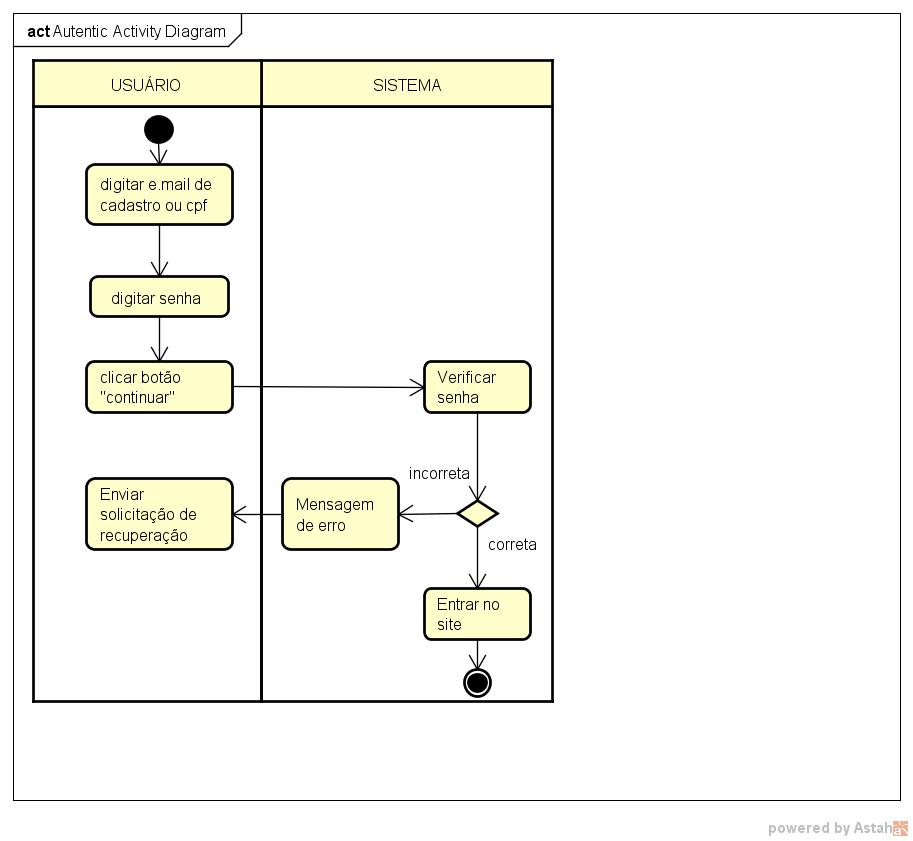 act Autentic Activity Diagram
USUÁRIO
SISTEMA
digitar e.mail de
cadastro ou cpf
digitar senha
clicar botão
"continuar"
Verificar
senha
incorreta
Enviar
solicitação de
recuperação
Mensagem
de erro
correta
Entrar no
site
powered by Astah